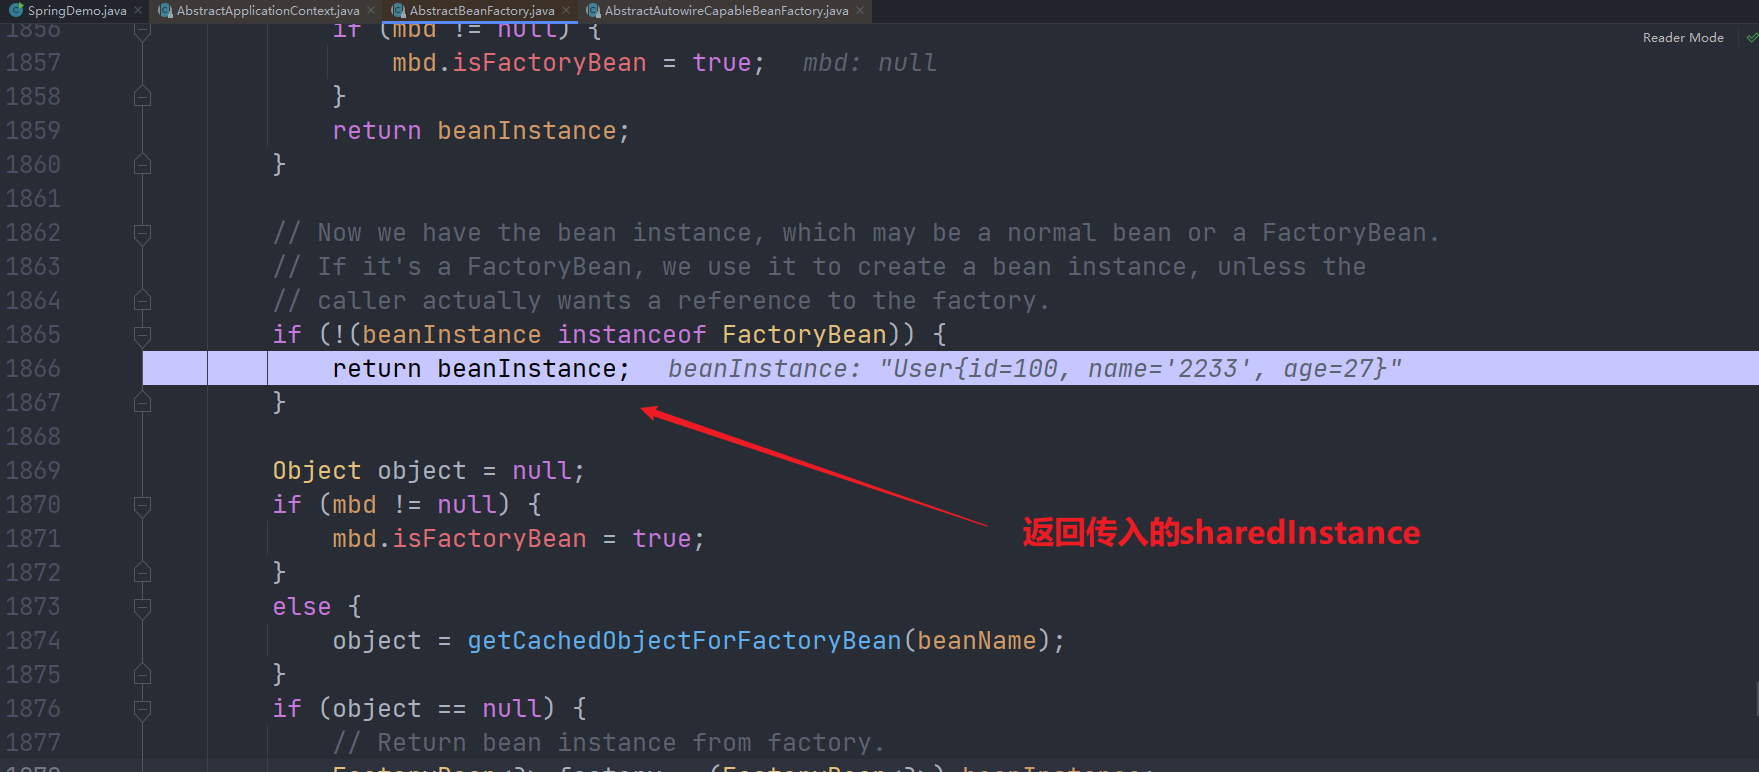 SpringDemo.java AbstractApplicationContext.java AbstractBeanFactory.java AbstractAutowireCapableBeanFactory.java
Reader Mode
1856 if (mbd != null) {
1857 mbd.isFactoryBean = true; mbd: null
1858 }
1859 return beanInstance;
1860 }
1861
1862 // Now we have the bean instance, which may be a normal bean or a FactoryBean.
1863 // If it's a FactoryBean, we use it to create a bean instance, unless the
1864 // caller actually wants a reference to the factory.
1865 if (!(beanInstance instanceof FactoryBean)) {
1866 return beanInstance; beanInstance: "User{id=100, name='2233', age=27}"
1867 }
1868
1869 Object object = null;
1870 if (mbd != null) {
1871 mbd.isFactoryBean = true;
返回传入的sharedInstance
1872 }
1873 else {
1874 object = getCachedObjectForFactoryBean(beanName);
1875 }
1876 if (object == null) {
1877 // Return bean instance from factory.
1878 FactoryBean<?> factory = (FactoryBean<?>) beanInstance;